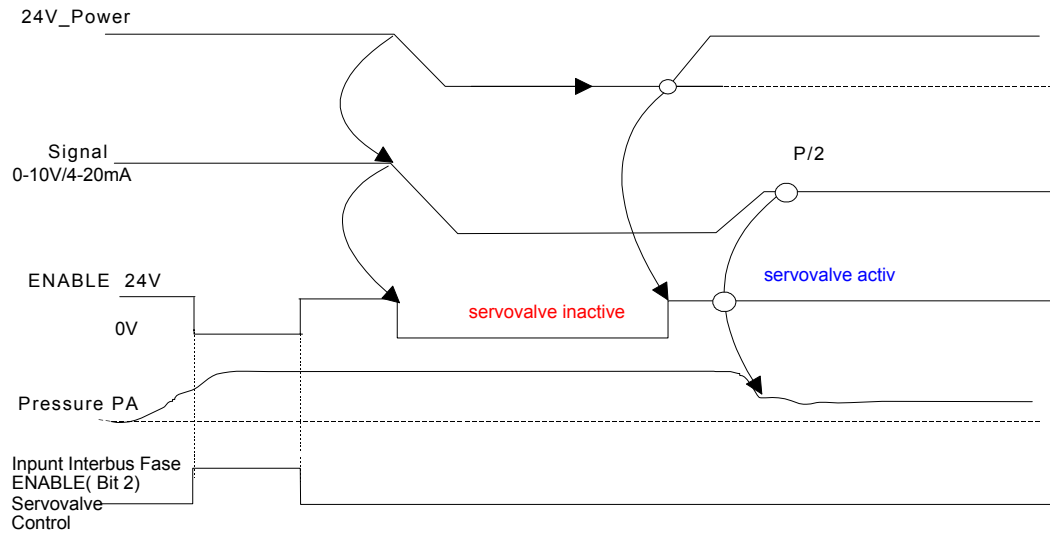 24V_Power
Signal
0-10V/4-20mA
P/2
ENABLE 24V
servovalve activ
servovalve inactive
0V
Pressure PA
Inpunt Interbus Fase
ENABLE( Bit 2)
Servovalve
Control